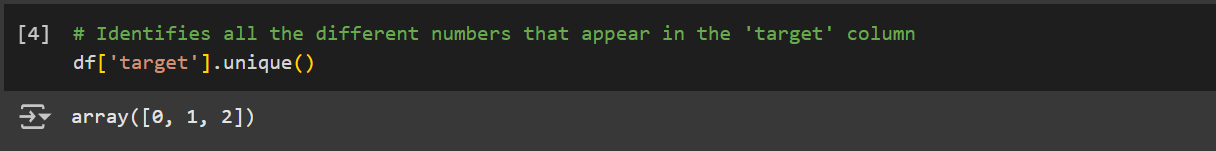 [4] # Identifies all the different numbers that appear in the 'target' column
df['target'].unique()
array([0, 1, 2])